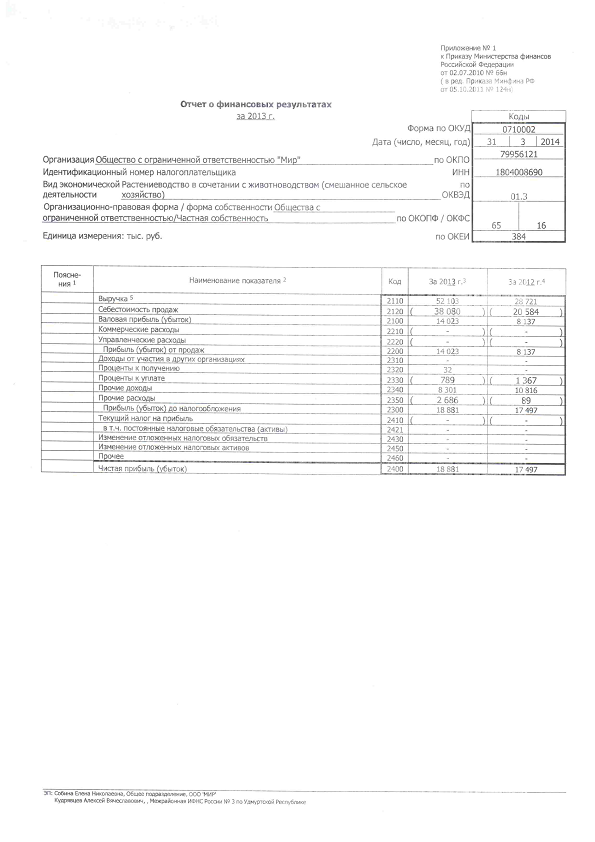 Приложение № 1
к Приказу Министерства финансов
Российской Федерации
от 02.07.2010 № 66н
( в ред. Приказа Минфина РФ
от 05.10.2011 № 124н)
Отчет о финансовых результатах
за 2013 г.
Коды
Форма по ОКУД 0710002
Дата (число, месяц, год) 31 3 2014
Организация Общество с ограниченной ответственностью "Мир" по ОКПО 79956121
Идентификационный номер налогоплательщика ИНН 1804008690
Вид экономической Растениеводство в сочетании с животноводством (смешанное сельское по
деятельности хозяйство) ОКВЭД 01.3
Организационно-правовая форма / форма собственности Общества с
ограниченной ответственностью/Частная собственность по ОКОПФ / ОКФС 65 16
Единица измерения: тыс. руб. по ОКЕИ 384
Поясне-
ния 1 Наименование показателя 2 Код За 2013 г.3 За 2012 г.4
Выручка 5 2110 52 103 28 721
Себестоимость продаж 2120 ( 38 080 ) ( 20 584 )
Валовая прибыль (убыток) 2100 14 023 8 137
Коммерческие расходы 2210 ( - ) ( - )
Управленческие расходы 2220 ( - ) ( - )
Прибыль (убыток) от продаж 2200 14 023 8 137
Доходы от участия в других организациях 2310 - -
Проценты к получению 2320 32 -
Проценты к уплате 2330 ( 789 ) ( 1 367 )
Прочие доходы 2340 8 301 10 816
Прочие расходы 2350 ( 2 686 ) ( 89 )
Прибыль (убыток) до налогообложения 2300 18 881 17 497
Текущий налог на прибыль 2410 ( - ) ( - )
в т.ч. постоянные налоговые обязательства (активы) 2421 - -
Изменение отложенных налоговых обязательств 2430 - -
Изменение отложенных налоговых активов 2450 - -
Прочее 2460 - -
Чистая прибыль (убыток) 2400 18 881 17 497
ЭП: Собина Елена Николаевна, Общее подразделение, ООО "МИР"
Кудрявцев Алексей Вячеславович, , Межрайонная ИФНС России № 3 по Удмуртской Республике